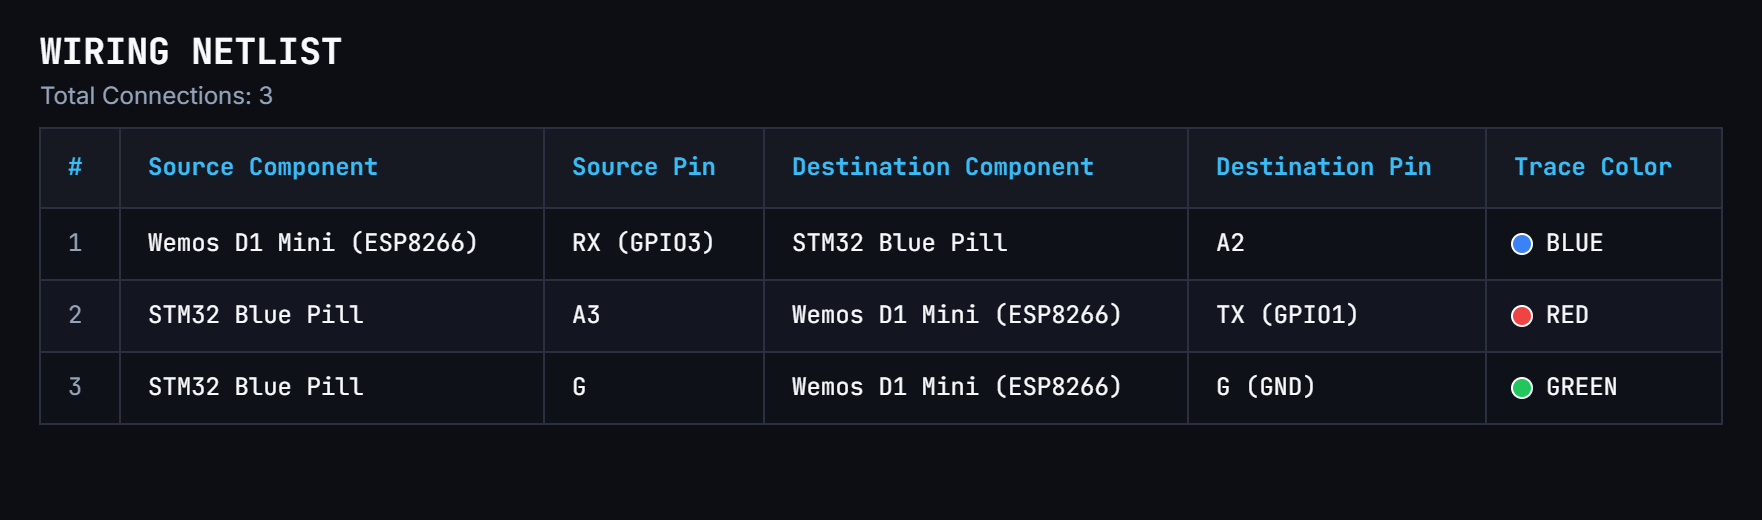 WIRING NETLIST
Total Connections: 3
# Source Component Source Pin Destination Component Destination Pin Trace Color
1 Wemos D1 Mini (ESP8266) RX (GPIO3) STM32 Blue Pill A2 BLUE
2 STM32 Blue Pill A3 Wemos D1 Mini (ESP8266) TX (GPIO1) RED
3 STM32 Blue Pill G Wemos D1 Mini (ESP8266) G (GND) GREEN